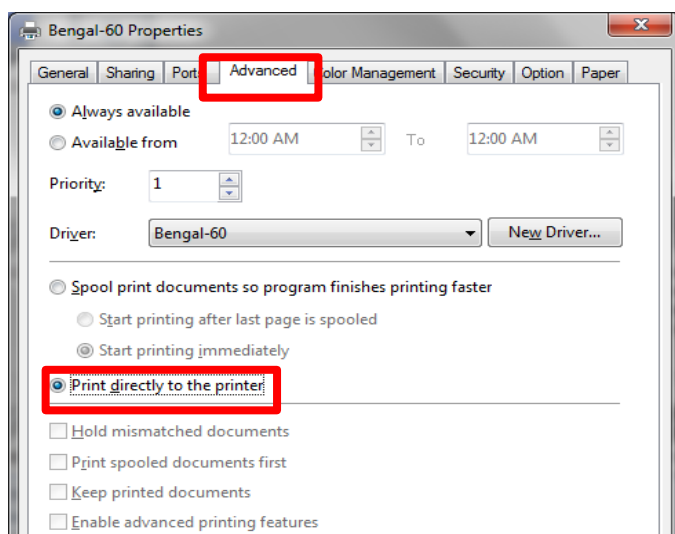 Bengal-60 Properties
General Sharing Ports Advanced Color Management Security Option Paper
Always available
Available from 12:00 AM To 12:00 AM
Priority: 1
Driver: Bengal-60 New Driver...
Spool print documents so program finishes printing faster
Start printing after last page is spooled
Start printing immediately
Print directly to the printer
Hold mismatched documents
Print spooled documents first
Keep printed documents
Enable advanced printing features